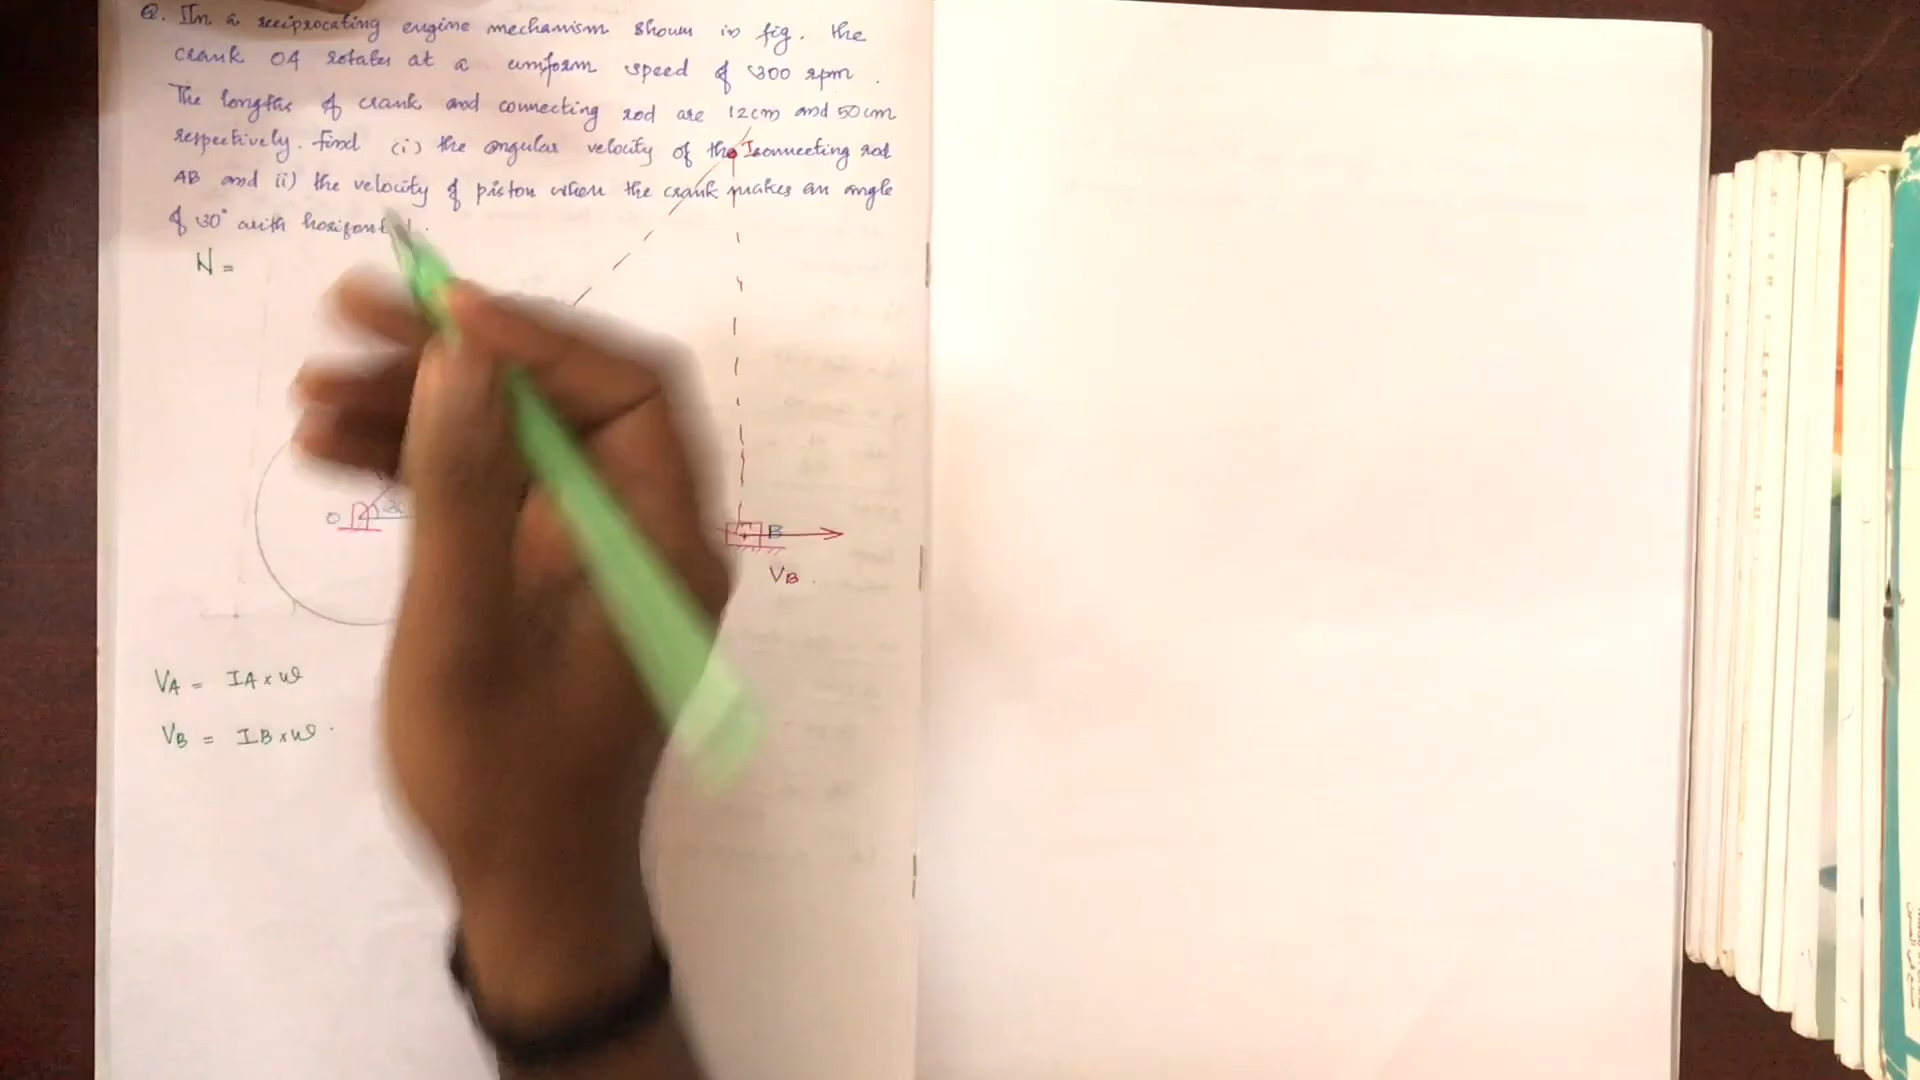 Q. In a reciprocating engine mechanism shown in fig. the
crank OA rotates at a uniform speed of 300 rpm.
The lengths of crank and connecting rod are 12cm and 50cm
respectively. Find (i) the angular velocity of the connecting rod
AB and ii) the velocity of piston when the crank makes an angle
of 30° with
N =
I
O
B
VB
VA = IA × ω
VB = IB × ω